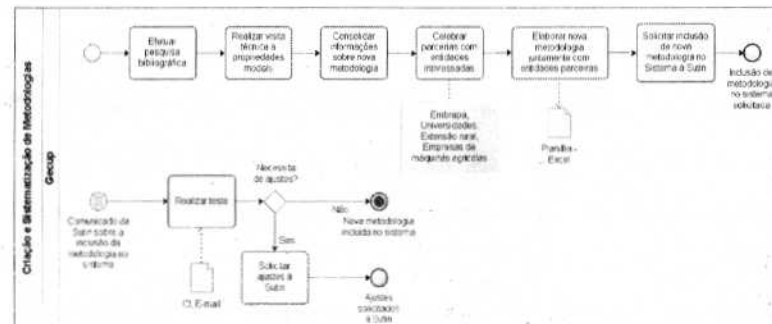 Criação e Sistematização de Metodologias
Gecup
Efetuar
pesquisa
bibliográfica
Realizar visita
técnica a
propriedades
modais
Consolidar
informações
sobre nova
metodologia
Celebrar
parcerias com
entidades
interessadas
Elaborar nova
metodologia
juntamente com
entidades parceiras
Solicitar inclusão
de nova
metodologia no
Sistema à Sutin
Inclusão de
metodologia
no sistema
solicitada
Embrapa,
Universidades,
Extensão rural,
Empresas de
máquinas agrícolas
Planilha -
Excel
Comunicado da
Sutin sobre a
inclusão da
metodologia no
sistema
Realizar teste
CI, E-mail
Necessita
de ajustes?
Não
Nova metodologia
incluída no sistema
Sim
Solicitar
ajustes à
Sutin
Ajustes
solicitados
à Sutin